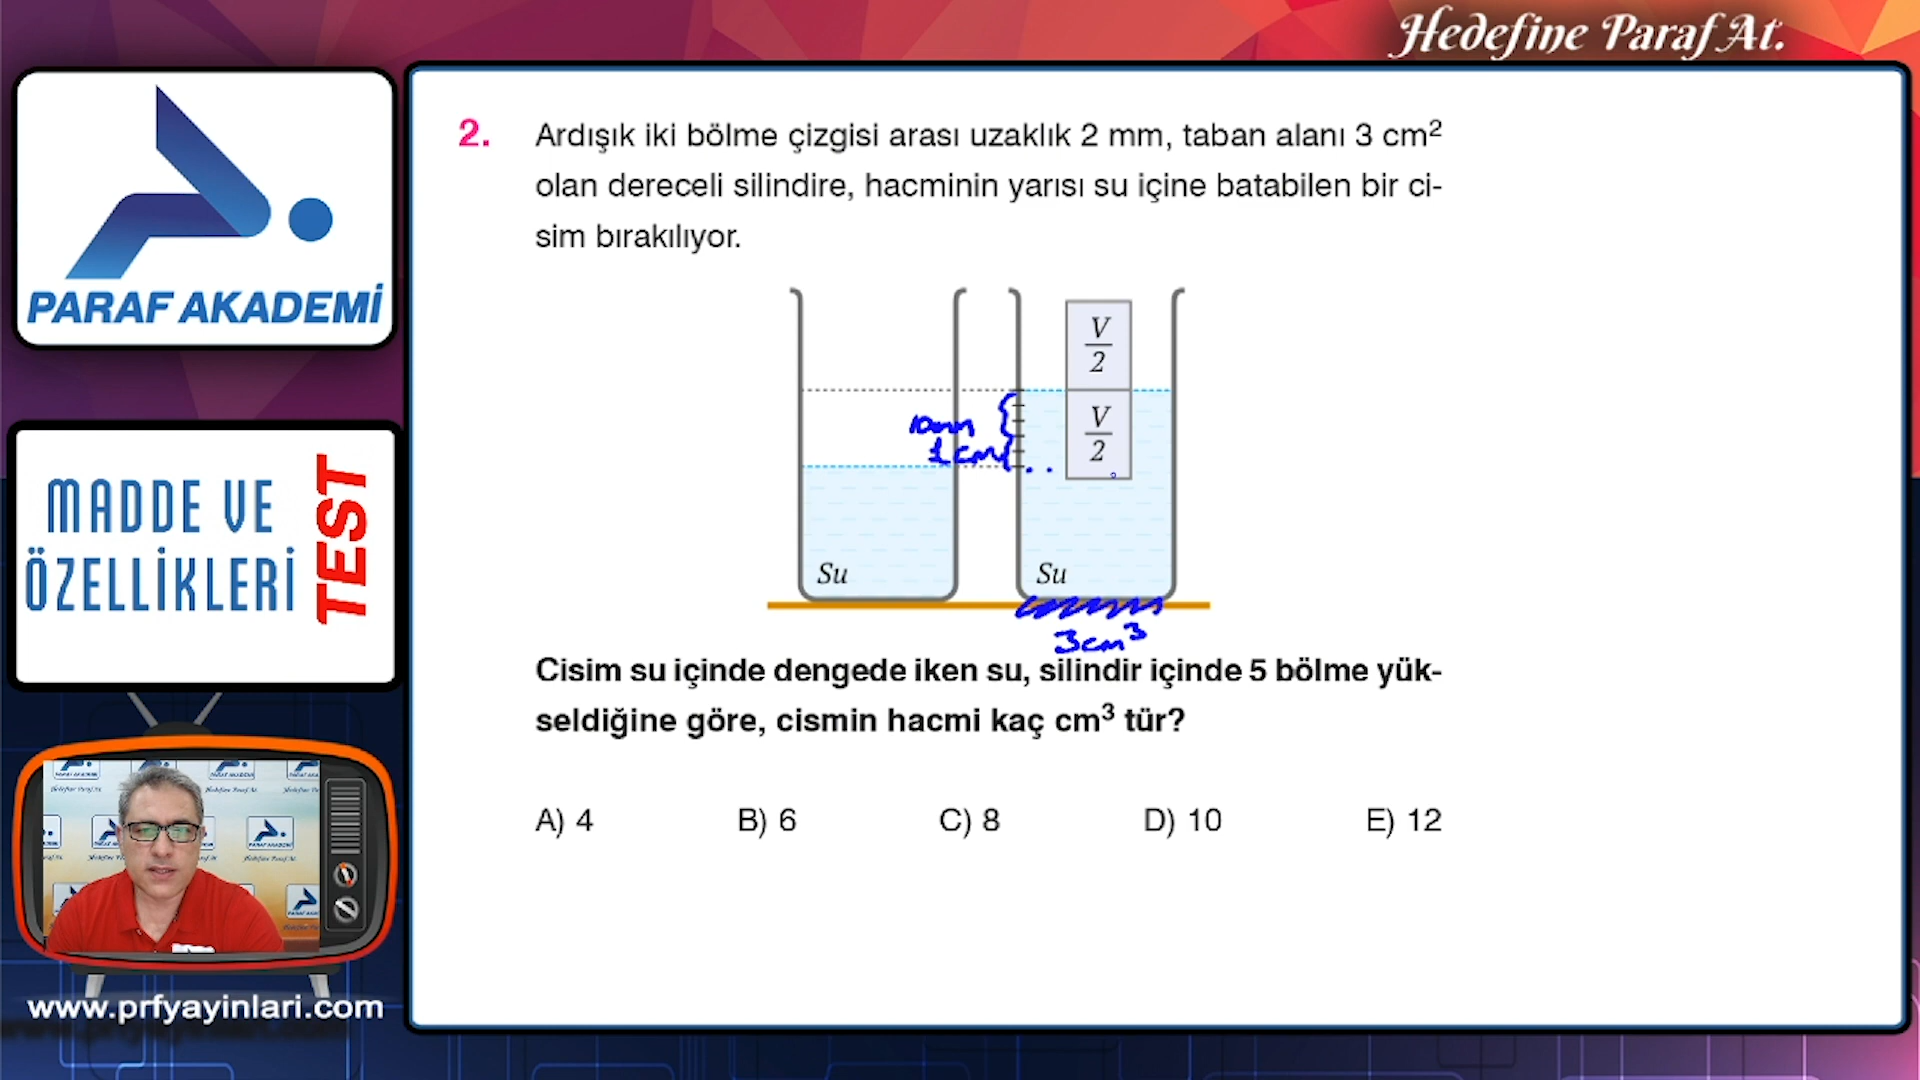 Hedefine Paraf At.
PARAF AKADEMİ
MADDE VE
ÖZELLİKLERİ
TEST
www.prfyayinlari.com
2. Ardışık iki bölme çizgisi arası uzaklık 2 mm, taban alanı 3 cm²
olan dereceli silindire, hacminin yarısı su içine batabilen bir ci-
sim bırakılıyor.
V
2
V
2
10mm
1cm
Su
Su
3cm³
Cisim su içinde dengede iken su, silindir içinde 5 bölme yük-
seldiğine göre, cismin hacmi kaç cm³ tür?
A) 4 B) 6 C) 8 D) 10 E) 12